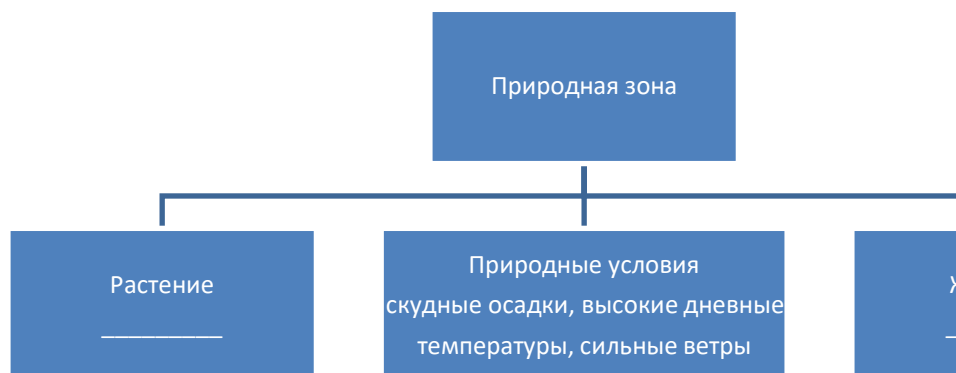 Природная зона
Растение
_________
Природные условия
скудные осадки, высокие дневные
температуры, сильные ветры